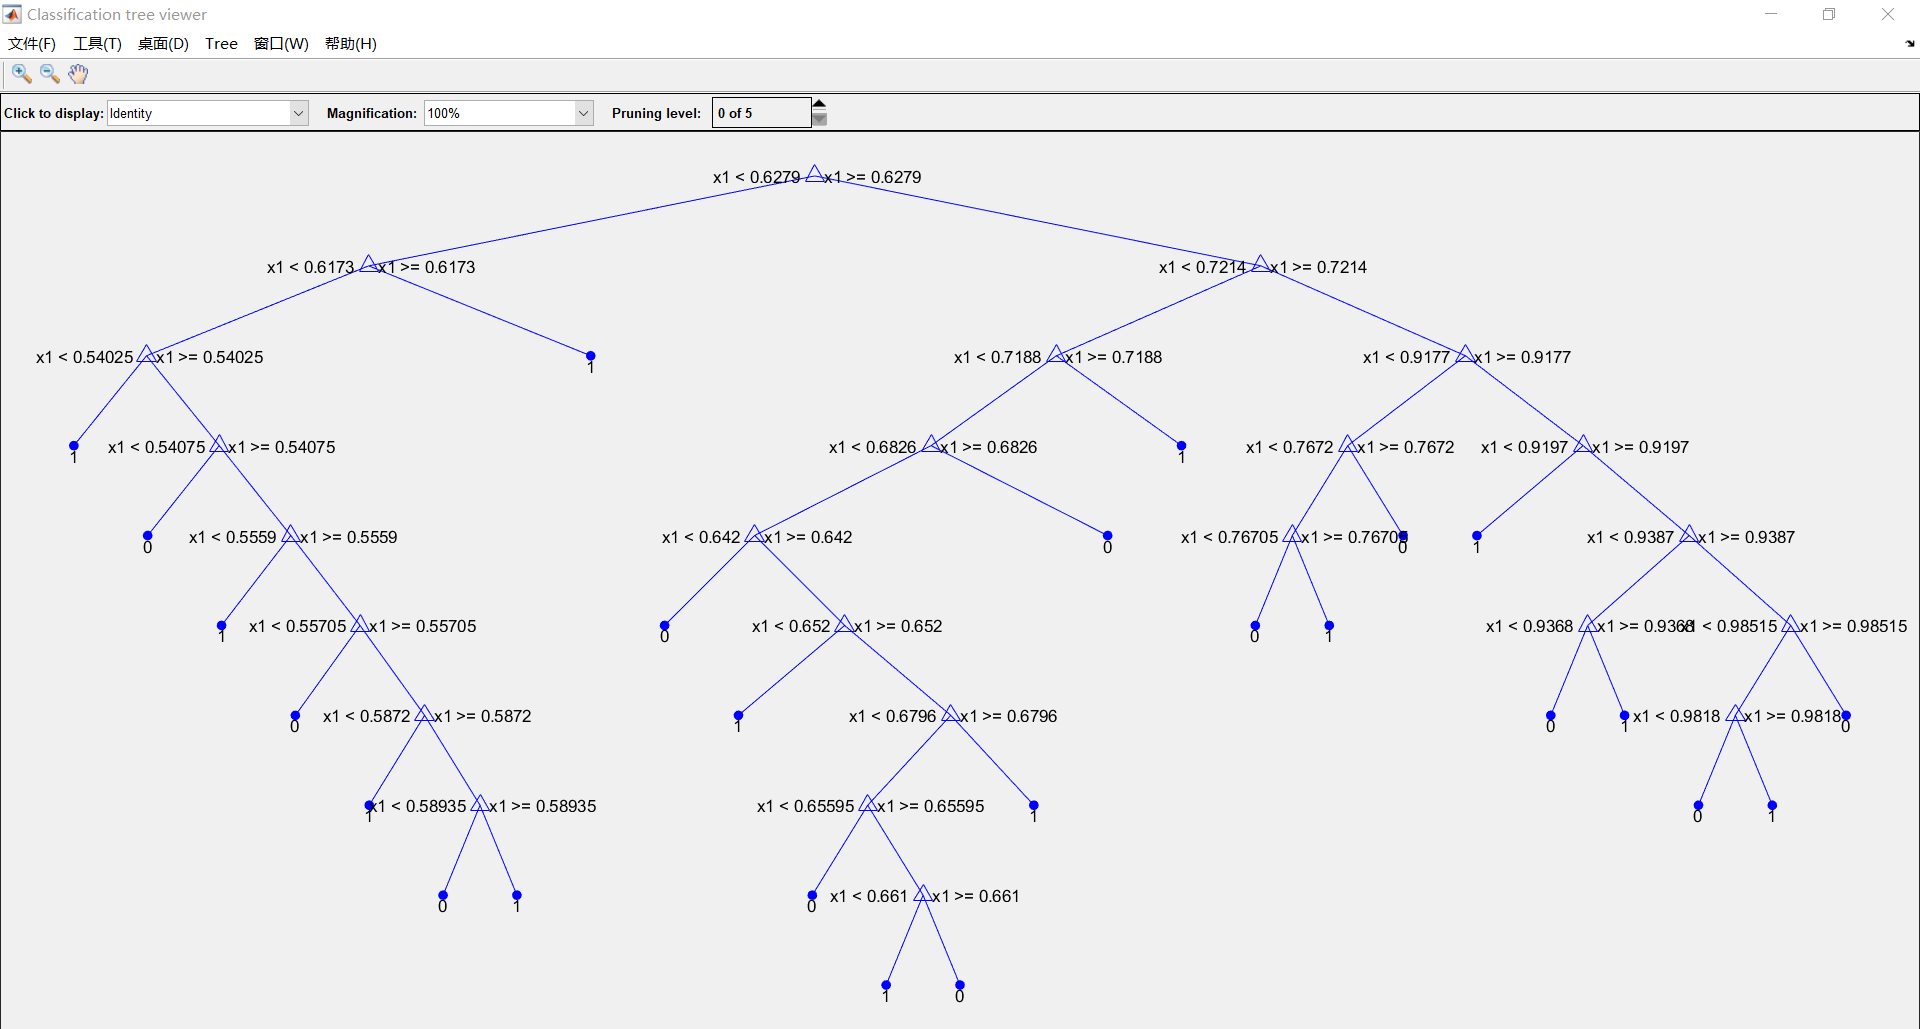 Classification tree viewer
文件(F) 工具(T) 桌面(D) Tree 窗口(W) 帮助(H)
Click to display: Identity Magnification: 100% Pruning level: 0 of 5
x1 < 0.6279 x1 >= 0.6279
x1 < 0.6173 x1 >= 0.6173 x1 < 0.7214 x1 >= 0.7214
x1 < 0.54025 x1 >= 0.54025 1 x1 < 0.7188 x1 >= 0.7188 x1 < 0.9177 x1 >= 0.9177
1 x1 < 0.54075 x1 >= 0.54075 x1 < 0.6826 x1 >= 0.6826 1 x1 < 0.7672 x1 >= 0.7672 x1 < 0.9197 x1 >= 0.9197
0 x1 < 0.5559 x1 >= 0.5559 x1 < 0.642 x1 >= 0.642 0 x1 < 0.76705 x1 >= 0.76705 0 1 x1 < 0.9387 x1 >= 0.9387
1 x1 < 0.55705 x1 >= 0.55705 0 x1 < 0.652 x1 >= 0.652 0 1 x1 < 0.9368 x1 >= 0.9368 x1 < 0.98515 x1 >= 0.98515
0 x1 < 0.5872 x1 >= 0.5872 1 x1 < 0.6796 x1 >= 0.6796 0 1 x1 < 0.9818 x1 >= 0.9818 0
1 x1 < 0.58935 x1 >= 0.58935 x1 < 0.65595 x1 >= 0.65595 1 0 1
0 1 0 x1 < 0.661 x1 >= 0.661
1 0